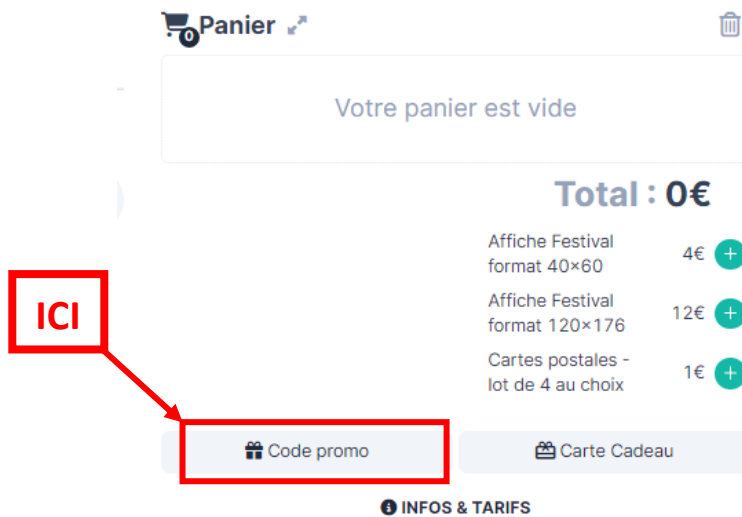 0
Panier
Votre panier est vide
Total : 0€
Affiche Festival
format 40×60
4€ +
Affiche Festival
format 120×176
12€ +
ICI
Cartes postales -
lot de 4 au choix
1€ +
Code promo
Carte Cadeau
INFOS & TARIFS